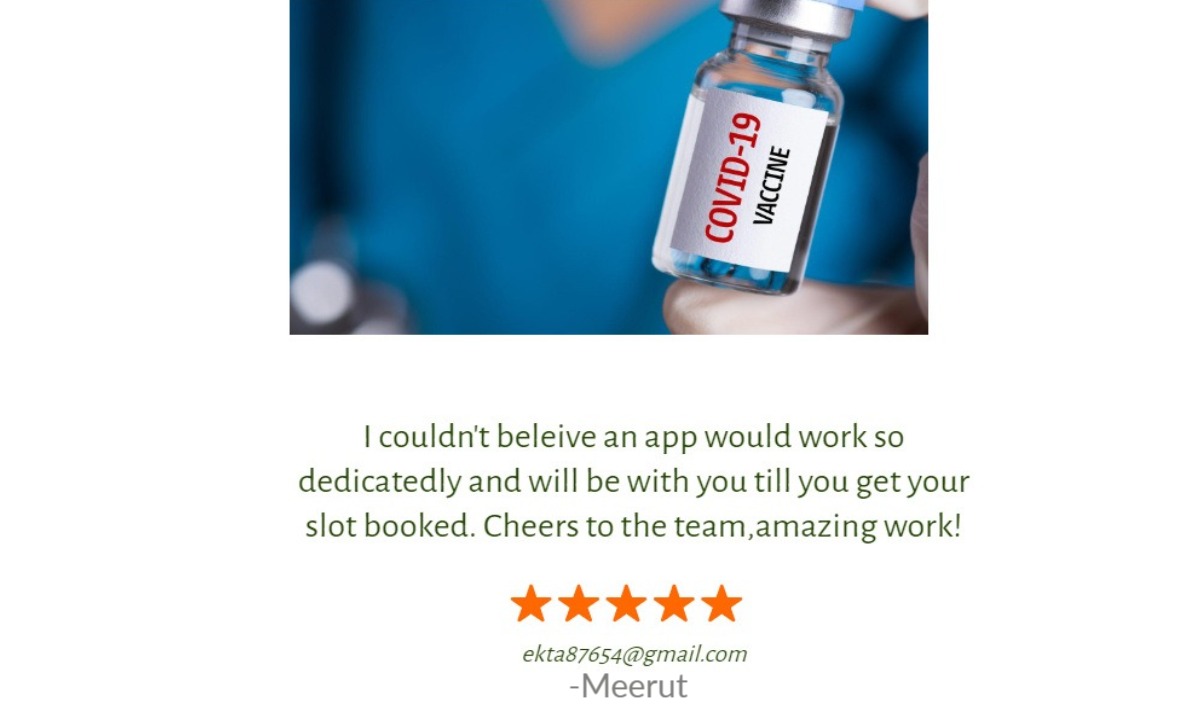 COVID-19
VACCINE
I couldn't beleive an app would work so
dedicatedly and will be with you till you get your
slot booked. Cheers to the team,amazing work!
ekta87654@gmail.com
-Meerut